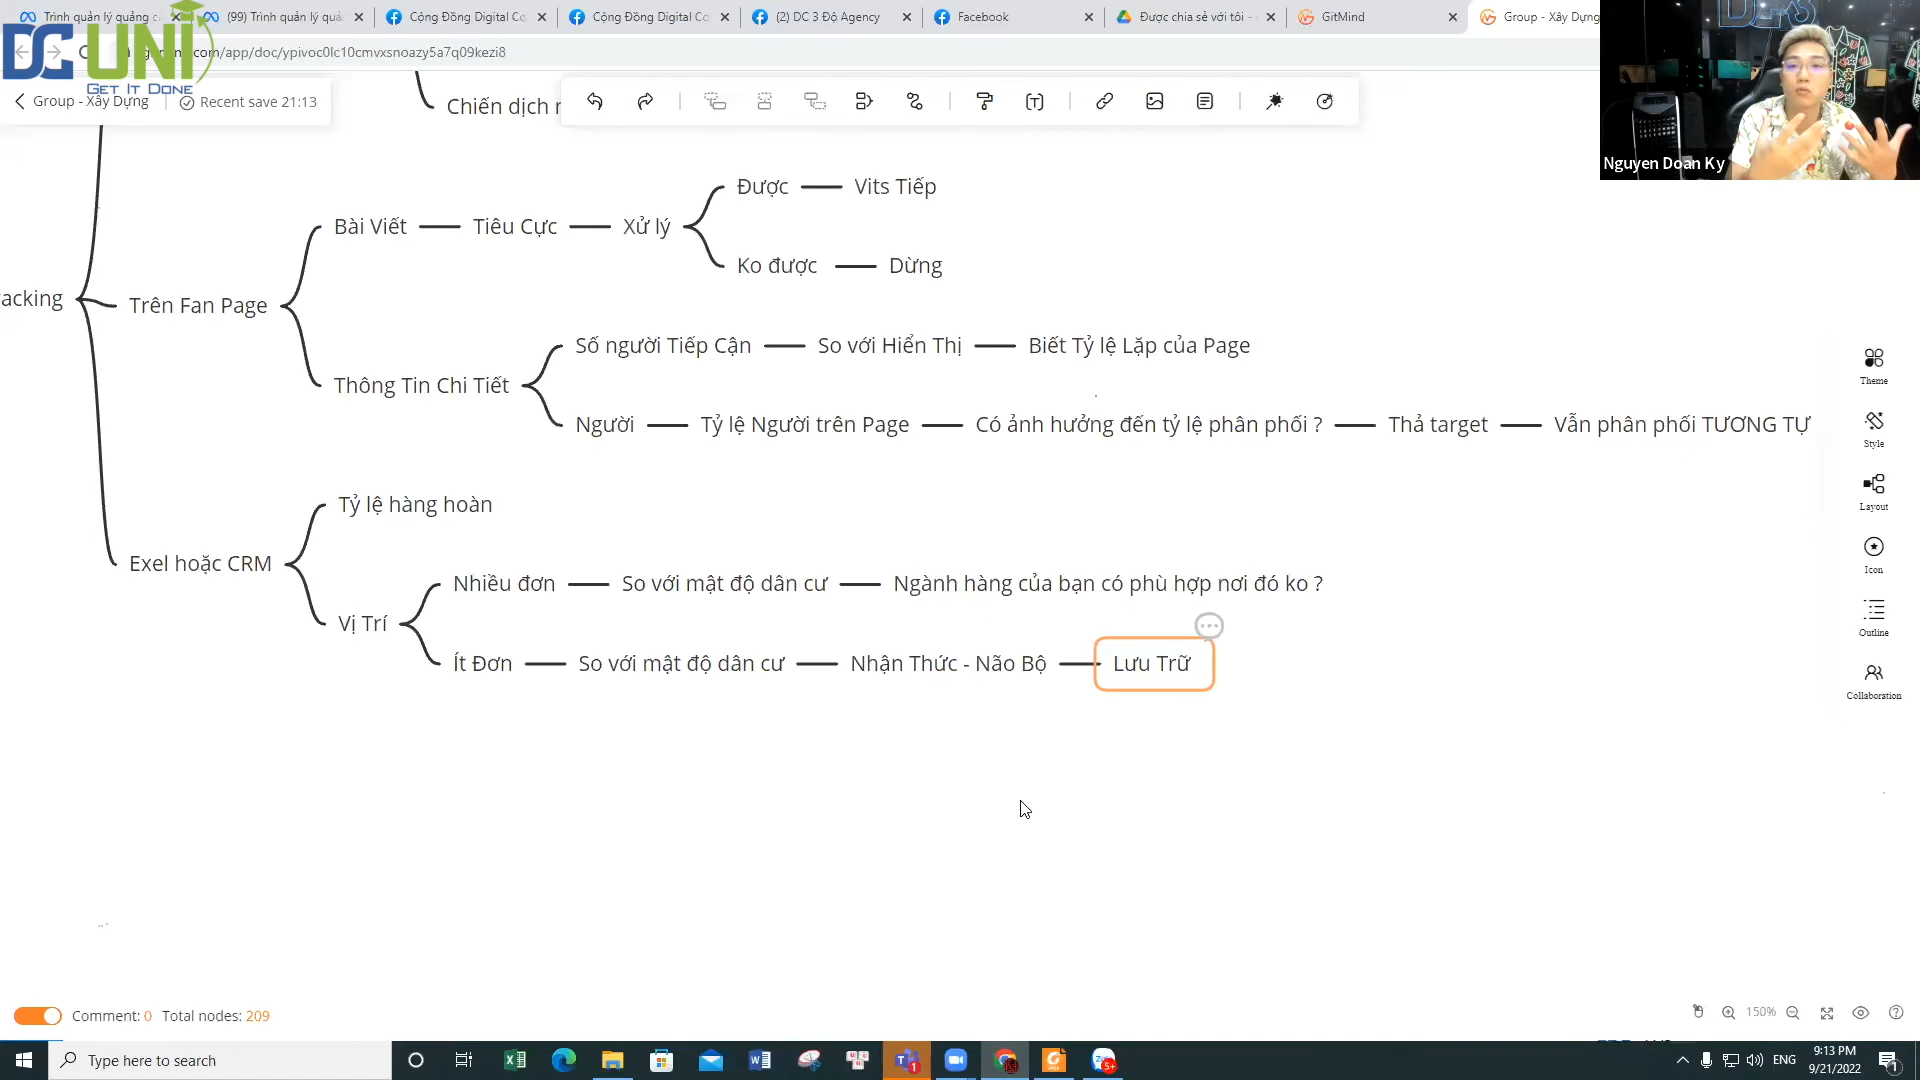 Trình quản lý quảng c
(99) Trình quản lý quả
Cộng Đồng Digital Co
Cộng Đồng Digital Co
(2) DC 3 Độ Agency
Facebook
Được chia sẻ với tôi -
GitMind
Group - Xây Dựng
DC UNI
GET IT DONE
om/app/doc/ypivoc0lc10cmvxsnoazy5a7q09kezi8
Group - Xây Dựng
Recent save 21:13
Nguyen Doan Ky
Chiến dịch
Được
Vits Tiếp
Bài Viết
Tiêu Cực
Xử lý
Ko được
Dừng
acking
Trên Fan Page
Số người Tiếp Cận
So với Hiển Thị
Biết Tỷ lệ Lặp của Page
Thông Tin Chi Tiết
Người
Tỷ lệ Người trên Page
Có ảnh hưởng đến tỷ lệ phân phối ?
Thả target
Vẫn phân phối TƯƠNG TỰ
Tỷ lệ hàng hoàn
Exel hoặc CRM
Nhiều đơn
So với mật độ dân cư
Ngành hàng của bạn có phù hợp nơi đó ko ?
Vị Trí
Ít Đơn
So với mật độ dân cư
Nhận Thức - Não Bộ
Lưu Trữ
Theme
Style
Layout
Icon
Outline
Collaboration
Comment: 0
Total nodes: 209
150%
Type here to search
ENG
9:13 PM
9/21/2022